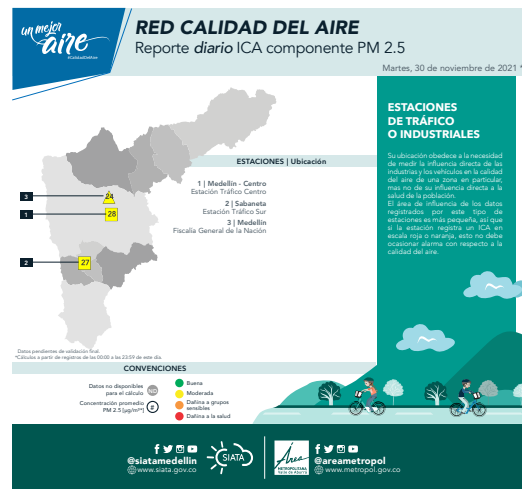 un mejor
aire
#CalidadDelAire
RED CALIDAD DEL AIRE
Reporte diario ICA componente PM 2.5
Martes, 30 de noviembre de 2021 *
ESTACIONES | Ubicación
1 | Medellín - Centro
Estación Tráfico Centro
2 | Sabaneta
Estación Tráfico Sur
3 | Medellín
Fiscalía General de la Nación
3
24
1
28
2
27
ESTACIONES
DE TRÁFICO
O INDUSTRIALES
Su ubicación obedece a la necesidad
de medir la influencia directa de las
industrias y los vehículos en la calidad
del aire de una zona en particular,
mas no de su influencia directa a la
salud de la población.
El área de influencia de los datos
registrados por este tipo de
estaciones es más pequeña, así que
si la estación registra un ICA en
escala roja o naranja, esto no debe
ocasionar alarma con respecto a la
calidad del aire.
Datos pendientes de validación final.
*Cálculos a partir de registros de las 00:00 a las 23:59 de este día.
CONVENCIONES
Datos no disponibles
para el cálculo
ND
Concentración promedio
PM 2.5 [µg/m³*]
#
Buena
Moderada
Dañina a grupos
sensibles
Dañina a la salud
@siatamedellin
www.siata.gov.co
SIATA
Área
METROPOLITANA
Valle de Aburrá
@areametropol
www.metropol.gov.co